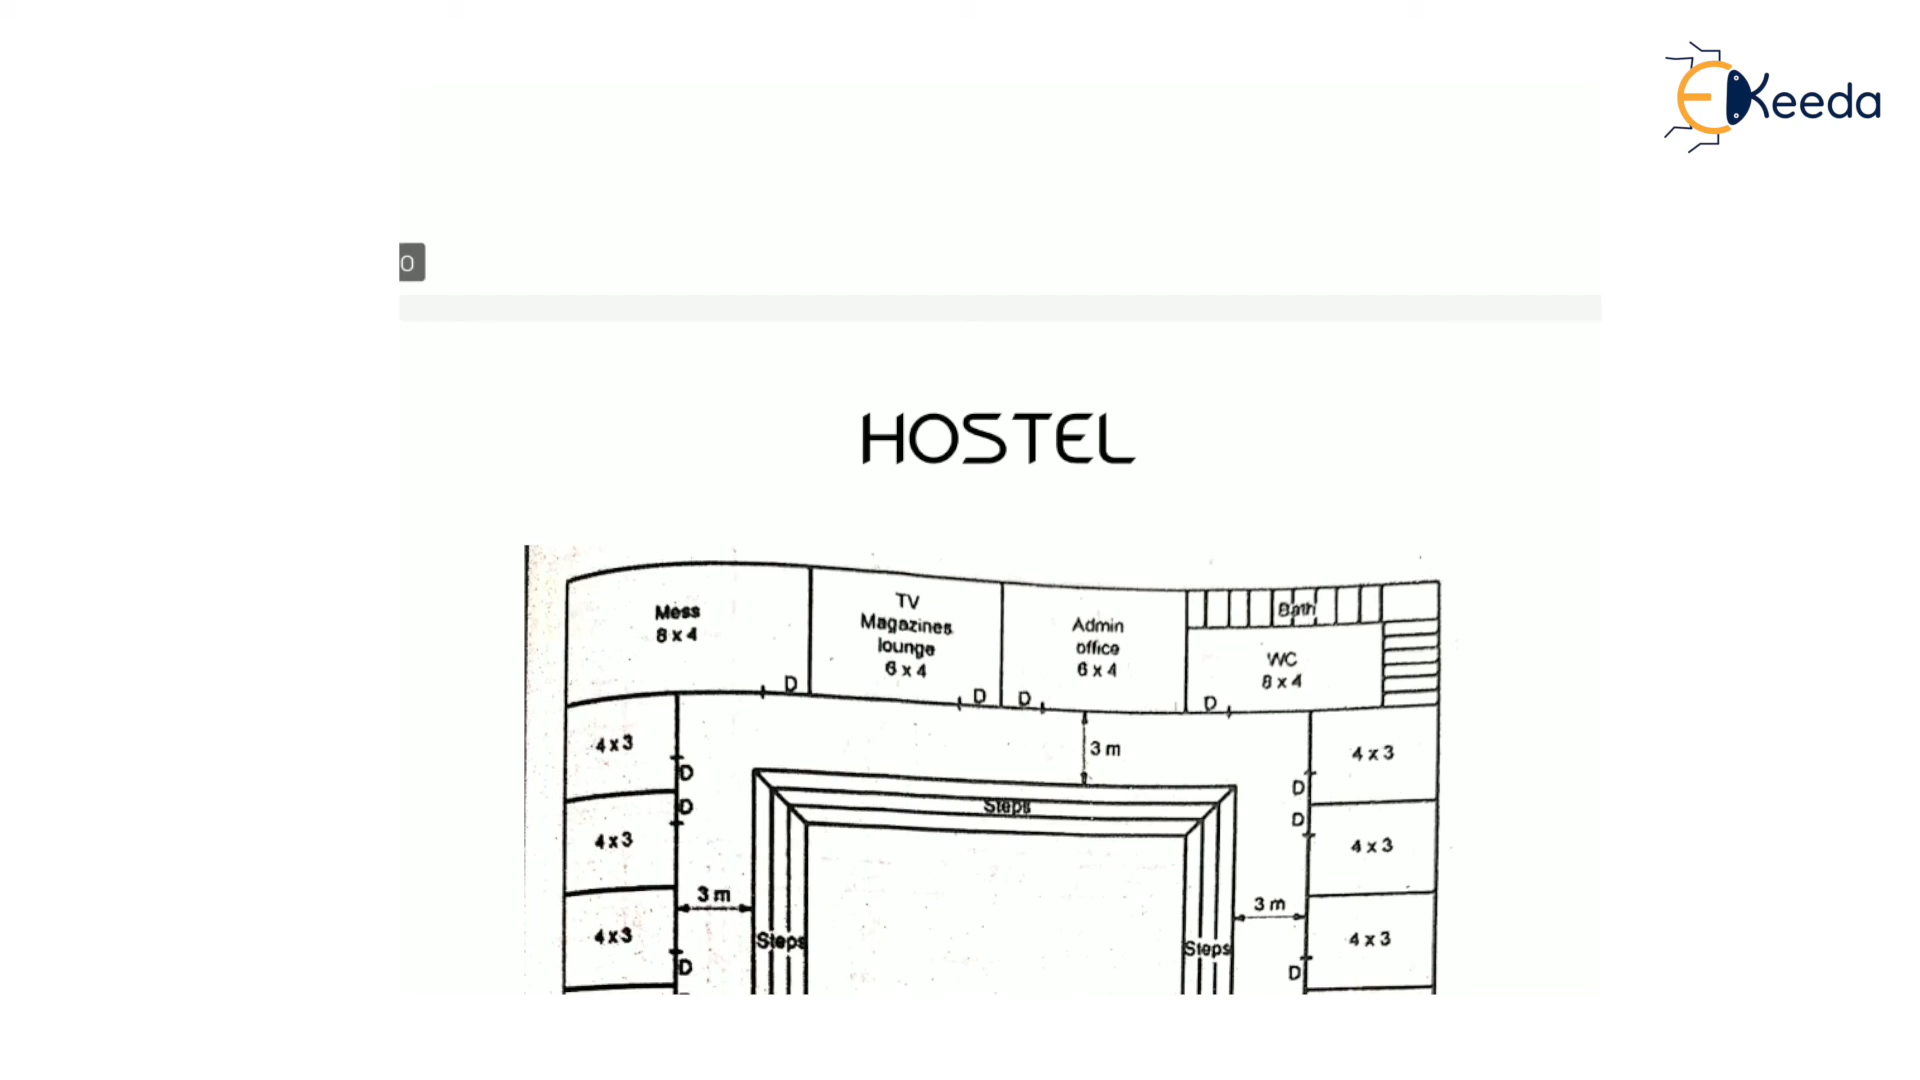 EKeeda
0
HOSTEL
Mess
8 x 4
TV
Magazines
lounge
6 x 4
Admin
office
6 x 4
Bath
WC
8 x 4
D
D
D
D
4 x 3
3 m
4 x 3
D
D
D
D
Steps
4 x 3
4 x 3
3 m
3 m
4 x 3
4 x 3
Steps
Steps
D
D